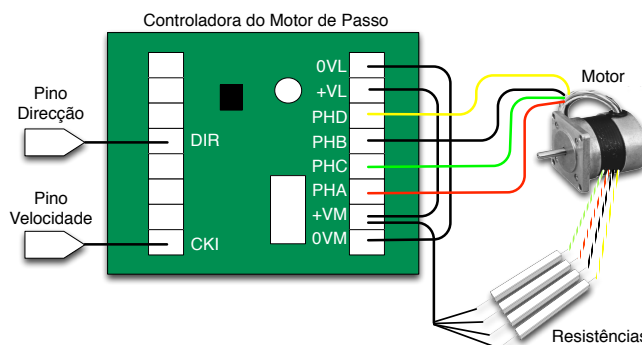 Controladora do Motor de Passo
Pino
Direcção
Pino
Velocidade
DIR
CKI
0VL
+VL
PHD
PHB
PHC
PHA
+VM
0VM
Motor
Resistências